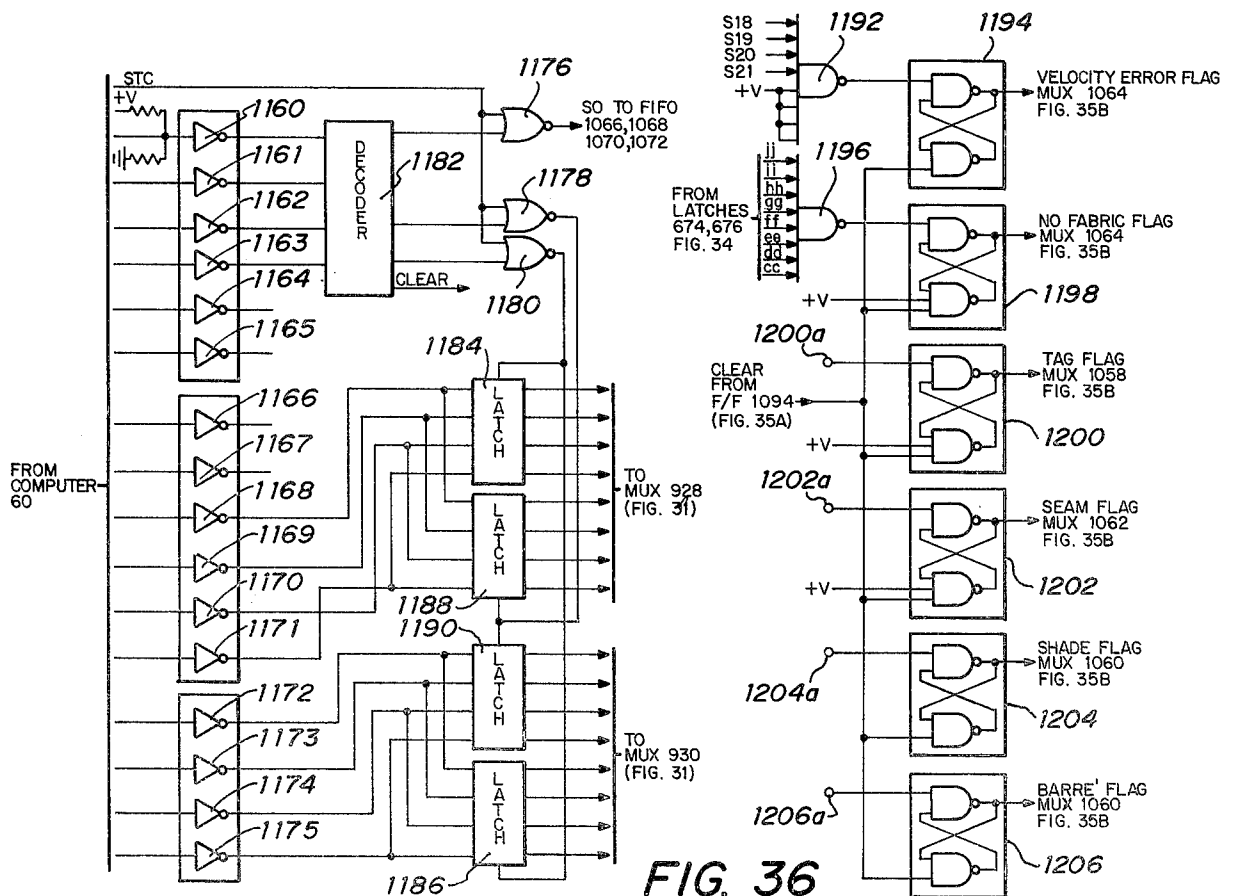 STC
+V
1160
1161
1162
1163
1164
1165
DECODER
1182
1176
SO TO FIFO
1066,1068
1070,1072
1178
1180
CLEAR
1166
1167
1168
1169
1170
1171
FROM
COMPUTER
60
1184
LATCH
LATCH
1188
TO
MUX 928
(FIG. 31)
1172
1173
1174
1175
1190
LATCH
LATCH
1186
TO
MUX 930
(FIG. 31)
S18
S19
S20
S21
+V
1192
1194
VELOCITY ERROR FLAG
MUX 1064
FIG. 35B
FROM
LATCHES
674,676
FIG. 34
jj
ii
hh
gg
ff
ee
dd
cc
1196
NO FABRIC FLAG
MUX 1064
FIG. 35B
+V
1198
1200a
TAG FLAG
MUX 1058
FIG. 35B
CLEAR
FROM
F/F 1094
(FIG. 35A)
+V
1200
1202a
SEAM FLAG
MUX 1062
FIG. 35B
+V
1202
1204a
SHADE FLAG
MUX 1060
FIG. 35B
1204
1206a
BARRE' FLAG
MUX 1060
FIG. 35B
1206
FIG. 36